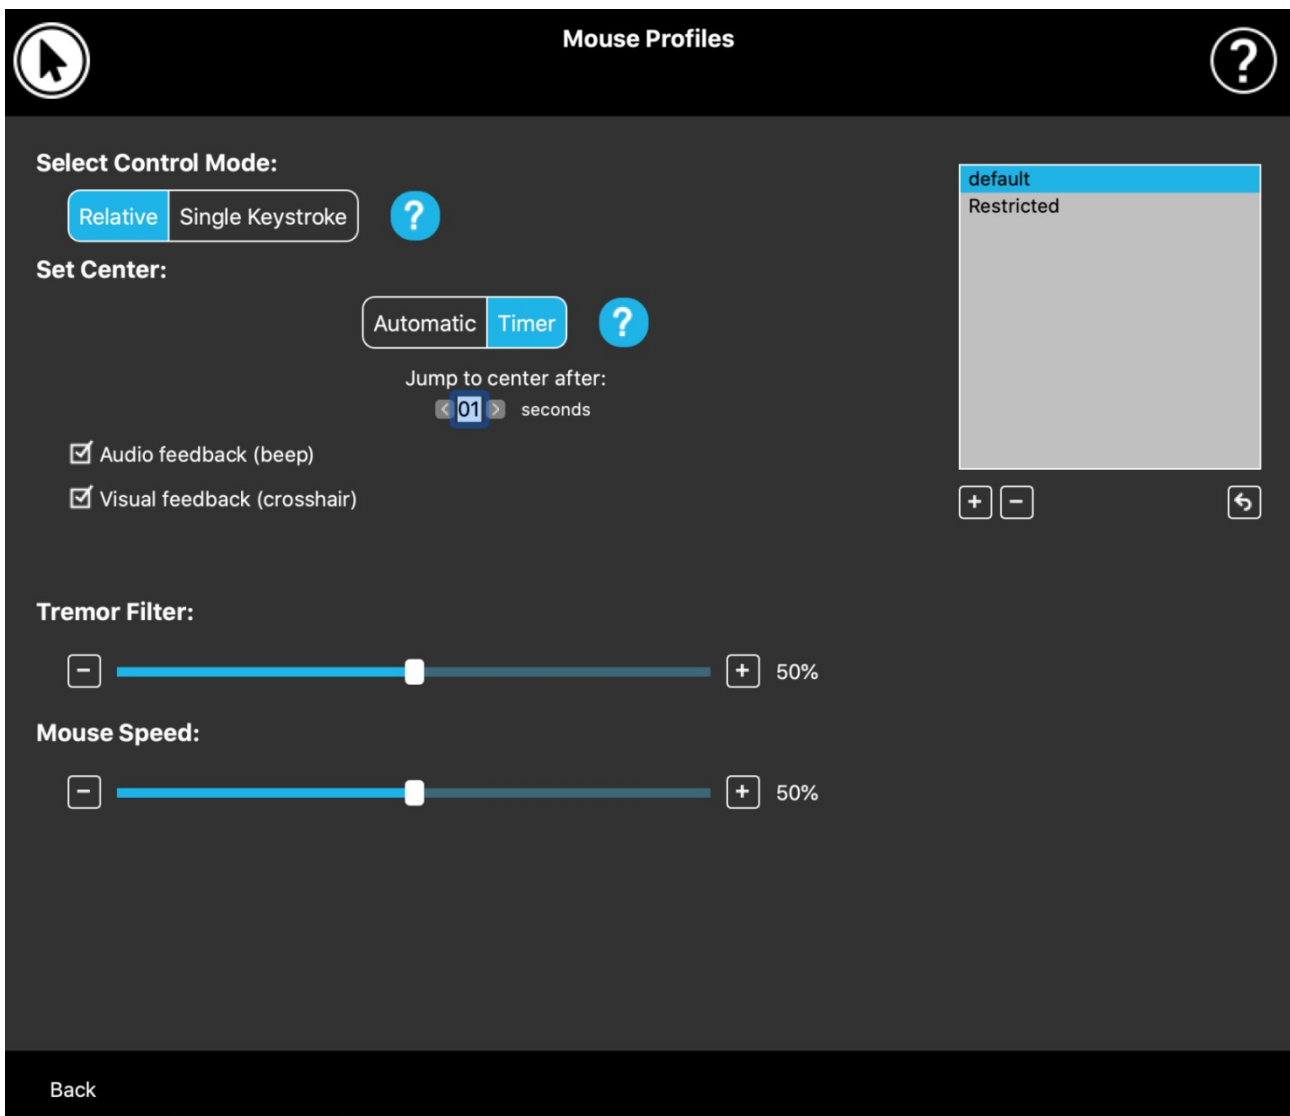 Mouse Profiles
?
Select Control Mode:
Relative Single Keystroke ?
Set Center:
Automatic Timer ?
Jump to center after:
< 01 > seconds
Audio feedback (beep)
Visual feedback (crosshair)
default
Restricted
+ −
Tremor Filter:
− + 50%
Mouse Speed:
− + 50%
Back